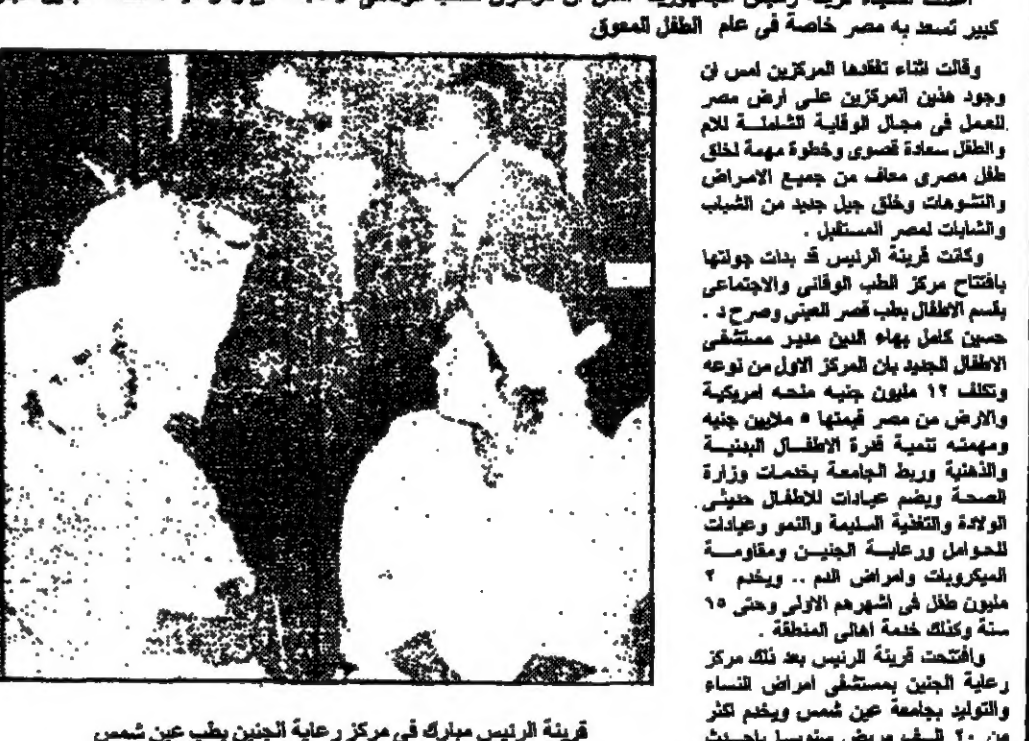 كبير تسعد به مصر خاصة فى عام الطفل المعوق
وقالت اثناء تفقدها المركزين امس ان
وجود هذين المركزين على ارض مصر
للعمل فى مجال الوقاية الشاملة للام
والطفل سعادة قصوى وخطوة مهمة لخلق
طفل مصرى معاف من جميع الامراض
والتشوهات وخلق جيل جديد من الشباب
والشابات لمصر المستقبل .
وكانت قرينة الرئيس قد بدات جولتها
بافتتاح مركز الطب الوقائى والاجتماعى
بقسم الاطفال بطب قصر العينى وصرح د .
حسين كامل بهاء الدين مدير مستشفى
الاطفال الجديد بان المركز الاول من نوعه
وتكلف ١٢ مليون جنيه منحه امريكية
والارض من مصر قيمتها ٥ ملايين جنيه
ومهمته تنمية قدرة الاطفال البدنية
والذهنية وربط الجامعة بخدمات وزارة
الصحة ويضم عيادات للاطفال حديثى
الولادة والتغذية السليمة والنمو وعيادات
للحوامل ورعاية الجنين ومقاومة
الميكروبات وامراض الدم .. ويخدم ٢
مليون طفل فى اشهرهم الاولى وحتى ١٥
سنة وكذلك خدمة اهالى المنطقة .
وافتتحت قرينة الرئيس بعد ذلك مركز
رعاية الجنين بمستشفى امراض النساء
والتوليد بجامعة عين شمس ويخدم اكثر
من ٢٠ الف مريض سنويا باحدث
قرينة الرئيس مبارك فى مركز رعاية الجنين بطب عين شمس